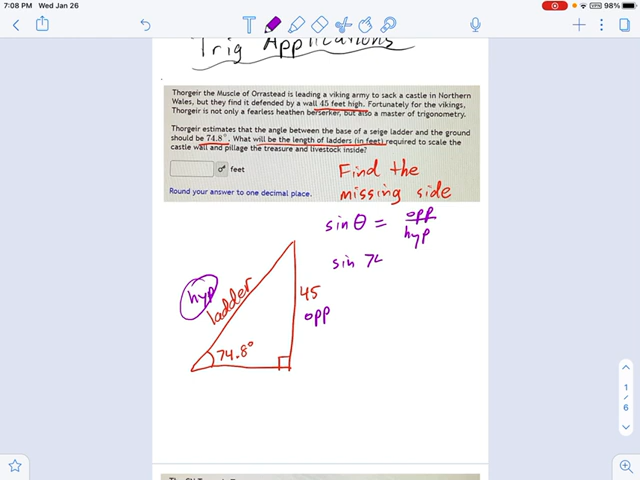 7:08 PM Wed Jan 26
98%
Trig Applications
Thorgeir the Muscle of Orrastead is leading a viking army to sack a castle in Northern
Wales, but they find it defended by a wall 45 feet high. Fortunately for the vikings,
Thorgeir is not only a fearless heathen berserker, but also a master of trigonometry.
Thorgeir estimates that the angle between the base of a seige ladder and the ground
should be 74.8°. What will be the length of ladders (in feet) required to scale the
castle wall and pillage the treasure and livestock inside?
feet
Round your answer to one decimal place.
Find the
missing side
sin θ = opp/hyp
sin 74
hyp
ladder
45
opp
74.8°
1
/
6